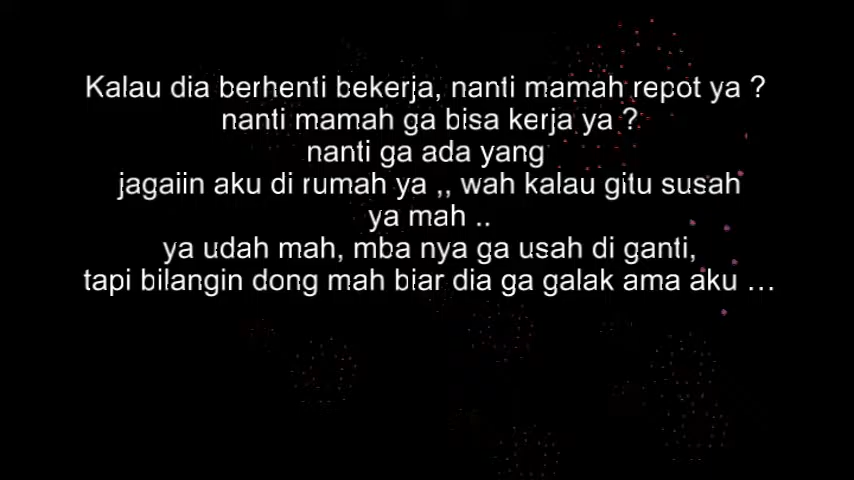 Kalau dia berhenti bekerja, nanti mamah repot ya ?
nanti mamah ga bisa kerja ya ?
nanti ga ada yang
jagaiin aku di rumah ya ,, wah kalau gitu susah
ya mah ..
ya udah mah, mba nya ga usah di ganti,
tapi bilangin dong mah biar dia ga galak ama aku ...